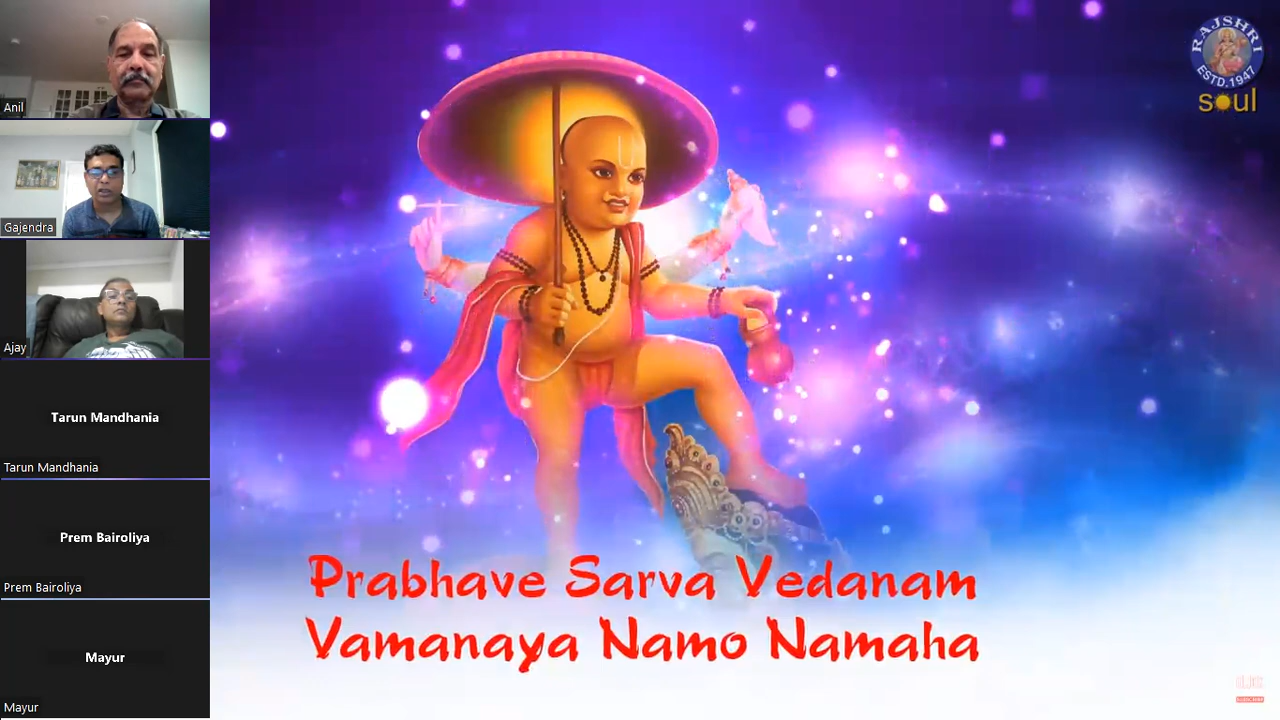 Anil
Gajendra
Ajay
Tarun Mandhania
Tarun Mandhania
Prem Bairoliya
Prem Bairoliya
Mayur
Mayur
RAJSHRI
ESTD.1947
soul
Prabhave Sarva Vedanam
Vamanaya Namo Namaha